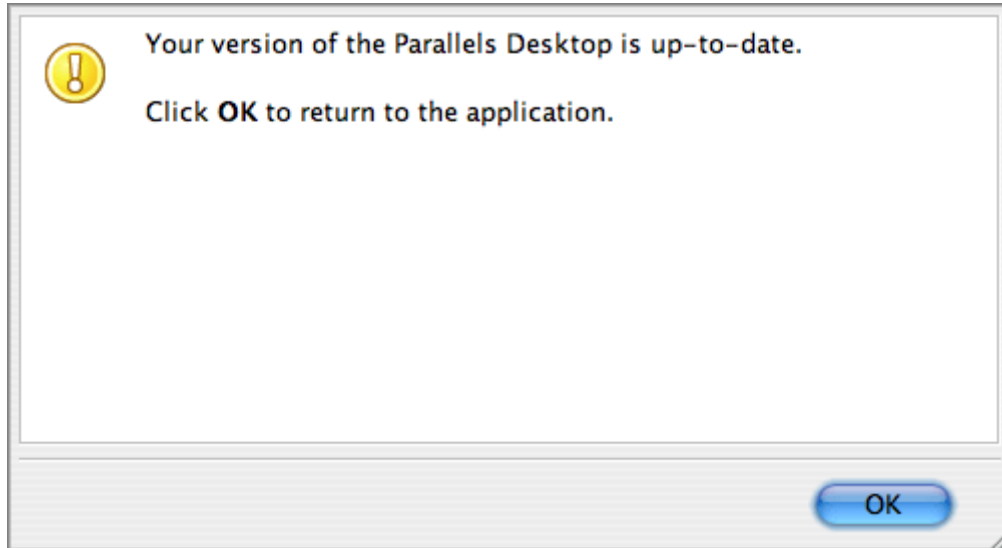 Your version of the Parallels Desktop is up-to-date.
Click OK to return to the application.
OK